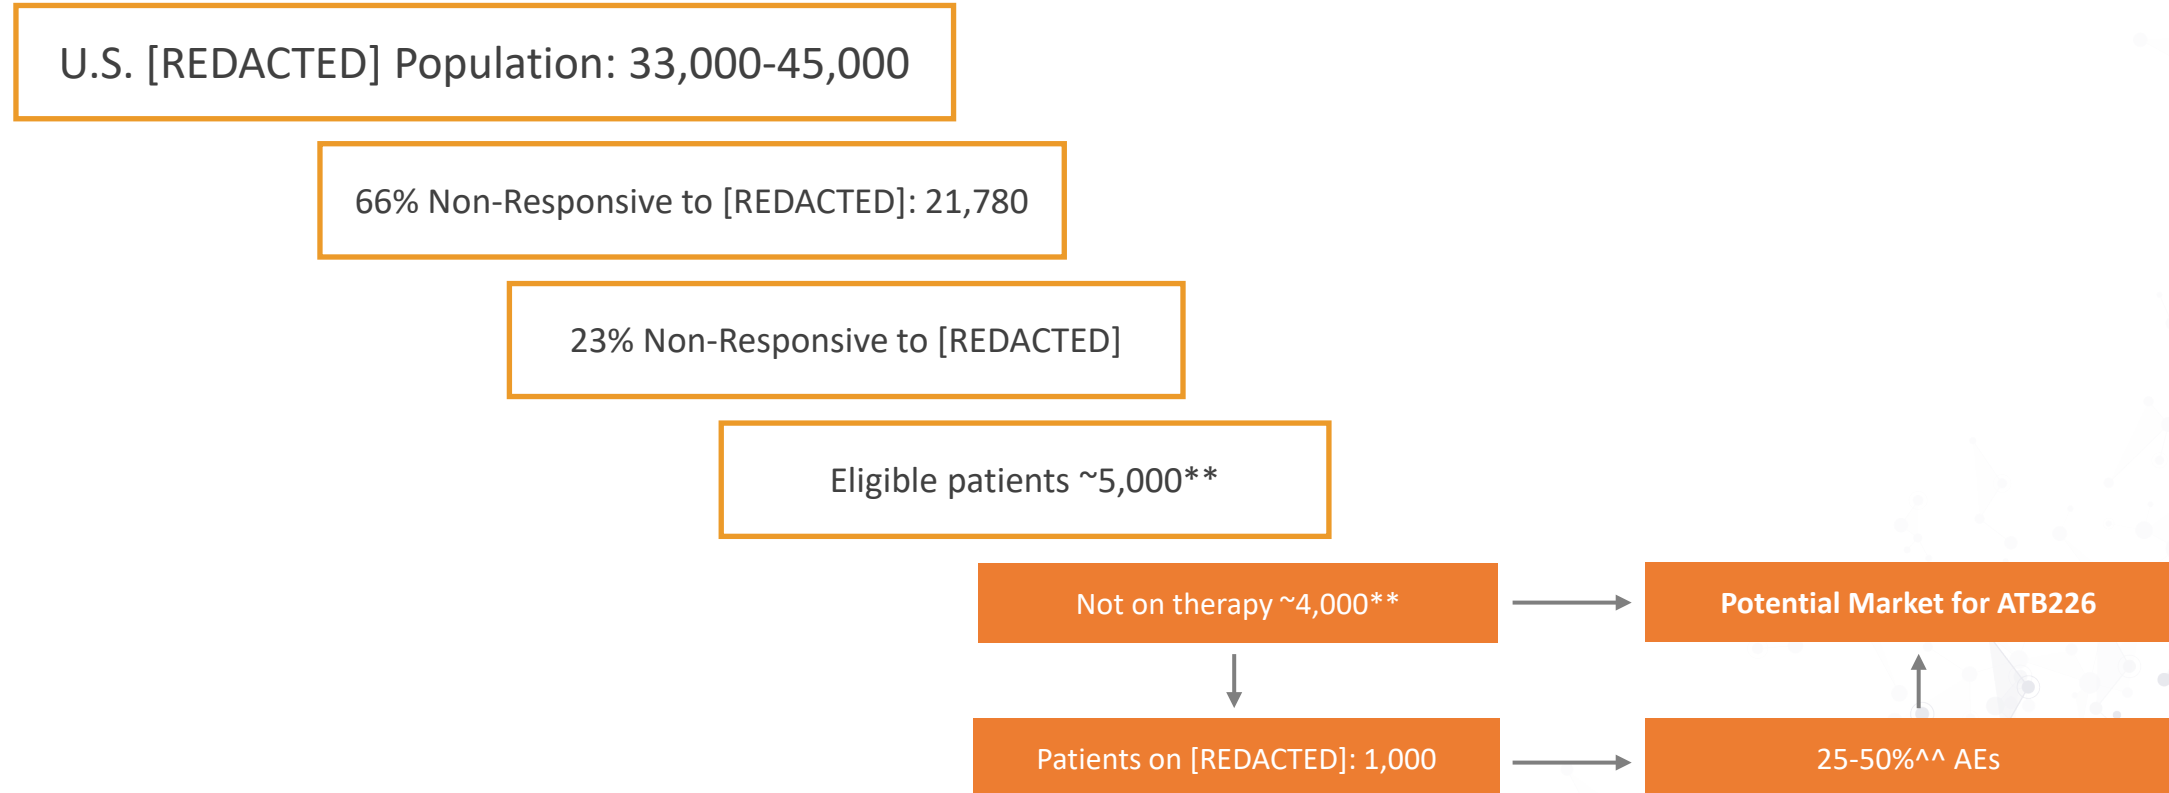 U.S. [REDACTED] Population: 33,000-45,000
66% Non-Responsive to [REDACTED]: 21,780
23% Non-Responsive to [REDACTED]
Eligible patients ~5,000**
Not on therapy ~4,000**
Potential Market for ATB226
Patients on [REDACTED]: 1,000
25-50%^^ AEs